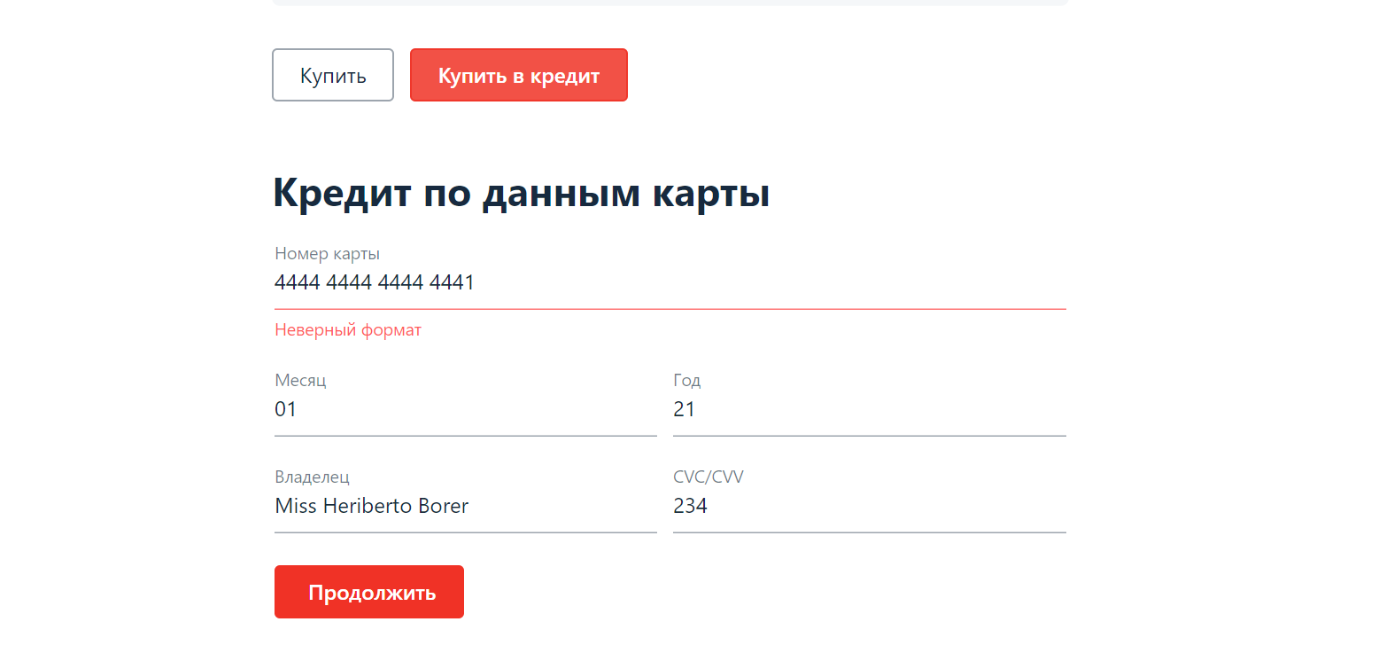 Купить Купить в кредит
Кредит по данным карты
Номер карты
4444 4444 4444 4441
Неверный формат
Месяц Год
01 21
Владелец CVC/CVV
Miss Heriberto Borer 234
Продолжить